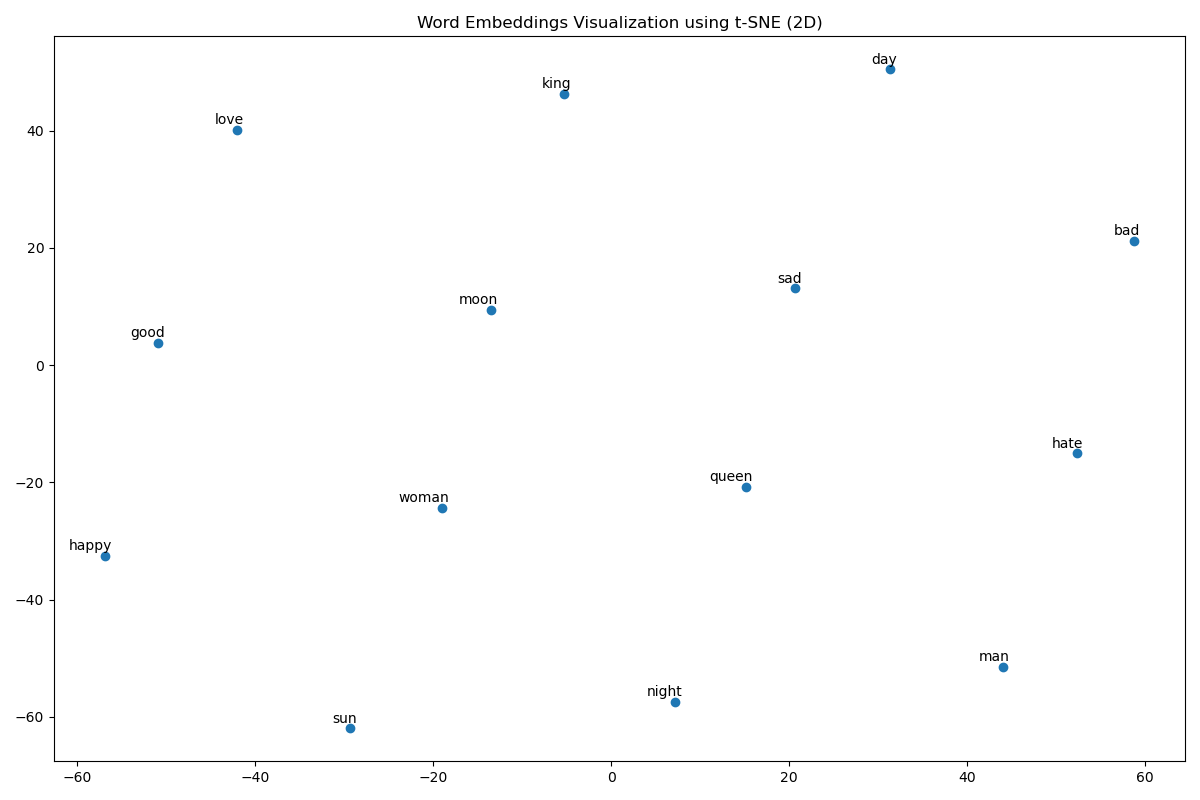 Word Embeddings Visualization using t-SNE (2D)
day
king
love
40
bad
20
sad
moon
good
0
hate
−20
queen
woman
happy
−40
man
night
−60
sun
−60
−40
−20
0
20
40
60